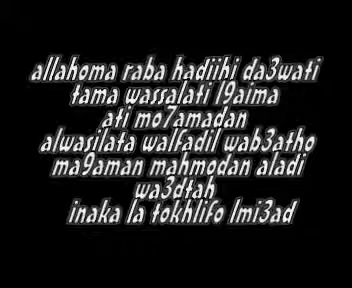 allahoma raba hadiihi da3wati
tama wassalati l9aima
ati mo7amadan
alwasilata walfadil wab3atho
ma9aman mahmodan aladi
wa3dtah
inaka la tokhlifo lmi3ad